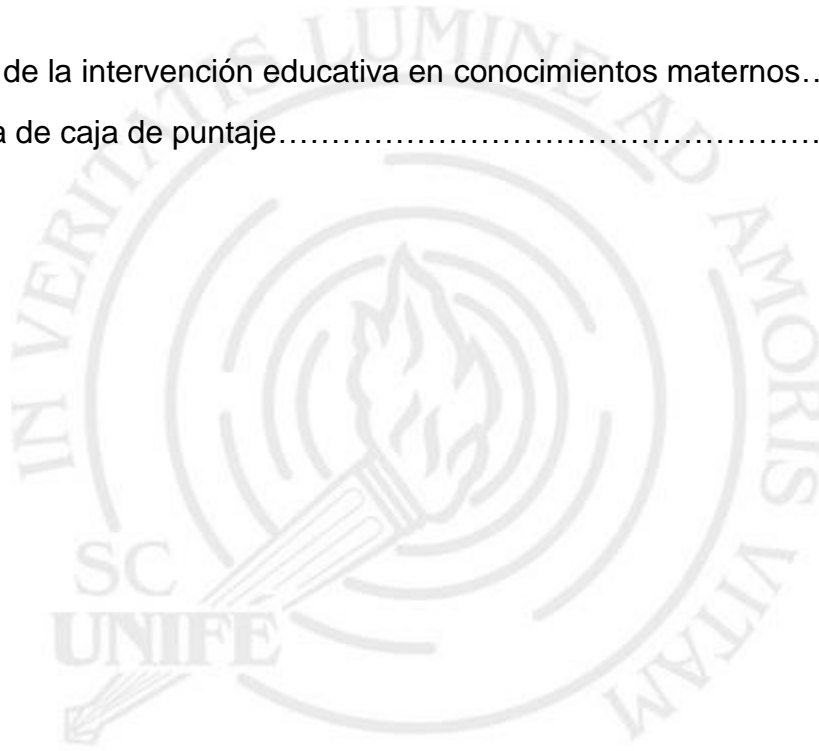 de la intervención educativa en conocimientos maternos…
a de caja de puntaje……………………………………………
IN VERITATIS LUMINE AD AMORIS VITAM
SC
UNIFE